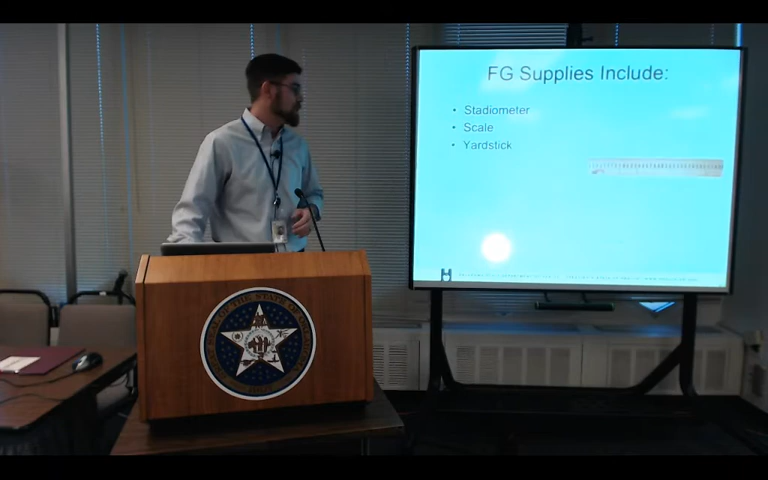 FG Supplies Include:
• Stadiometer
• Scale
• Yardstick